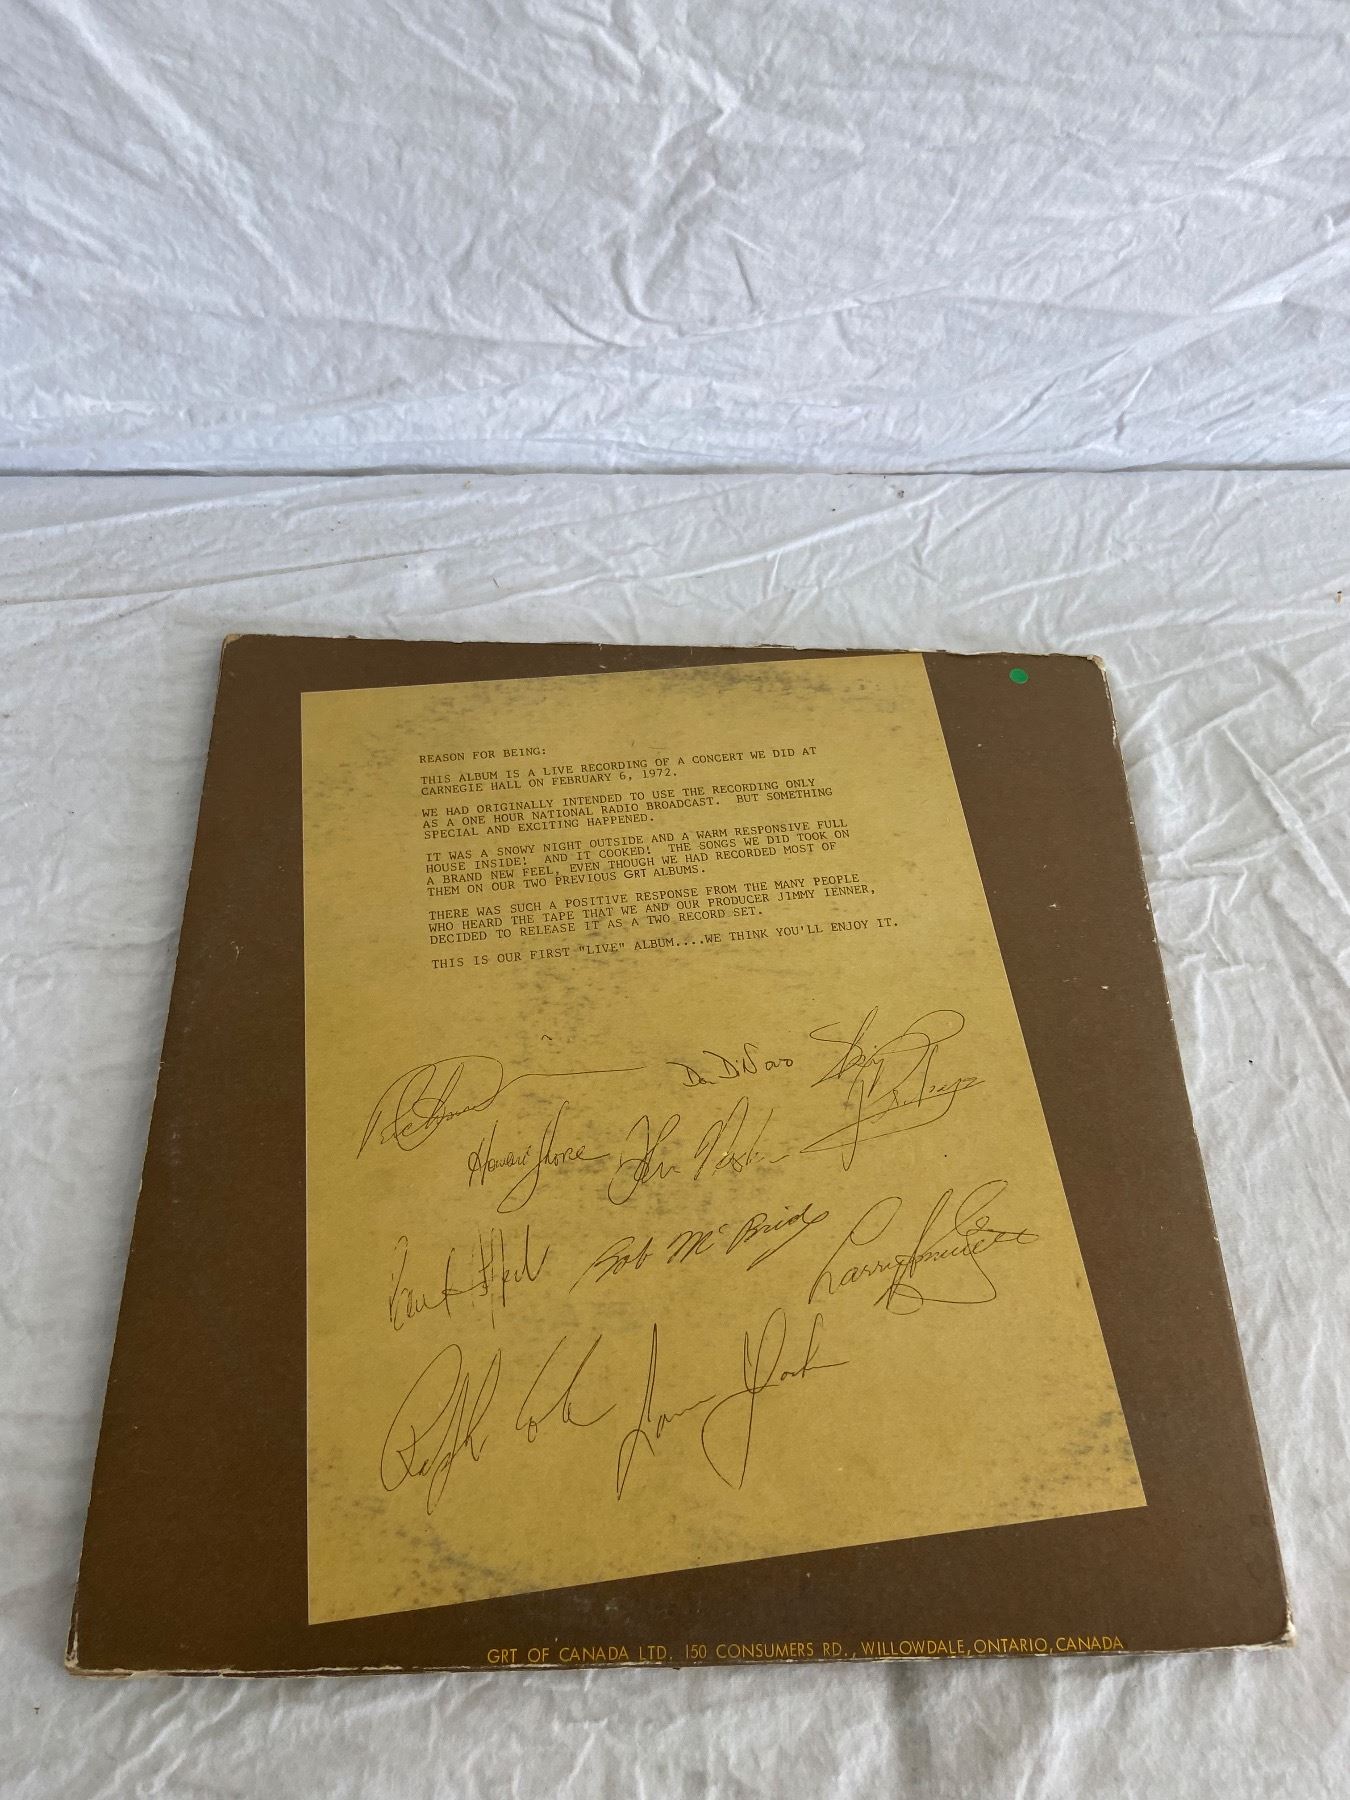 REASON FOR BEING:
THIS ALBUM IS A LIVE RECORDING OF A CONCERT WE DID AT
CARNEGIE HALL ON FEBRUARY 6, 1972.
WE HAD ORIGINALLY INTENDED TO USE THE RECORDING ONLY
AS A ONE HOUR NATIONAL RADIO BROADCAST. BUT SOMETHING
SPECIAL AND EXCITING HAPPENED.
IT WAS A SNOWY NIGHT OUTSIDE AND A WARM RESPONSIVE FULL
HOUSE INSIDE! AND IT COOKED! THE SONGS WE DID TOOK ON
A BRAND NEW FEEL, EVEN THOUGH WE HAD RECORDED MOST OF
THEM ON OUR TWO PREVIOUS GRT ALBUMS.
THERE WAS SUCH A POSITIVE RESPONSE FROM THE MANY PEOPLE
WHO HEARD THE TAPE THAT WE AND OUR PRODUCER JIMMY IENNER,
DECIDED TO RELEASE IT AS A TWO RECORD SET.
THIS IS OUR FIRST "LIVE" ALBUM....WE THINK YOU'LL ENJOY IT.
Don DiNovo Skip
Howard Shore
Bob McBride Larry
Ralph Cole
GRT OF CANADA LTD. 150 CONSUMERS RD., WILLOWDALE, ONTARIO, CANADA